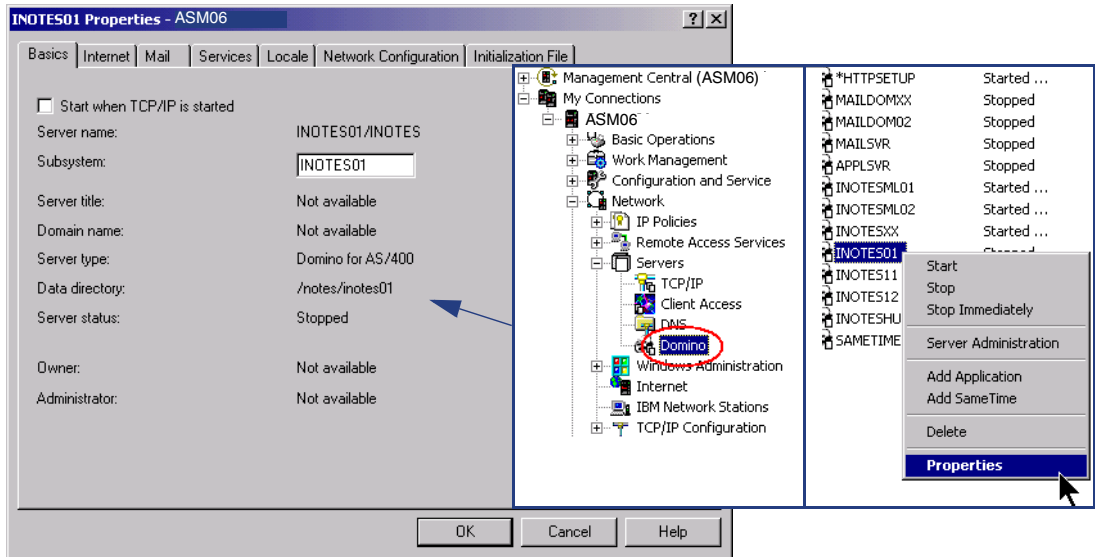 INOTES01 Properties - ASM06
Basics Internet Mail Services Locale Network Configuration Initialization File
Start when TCP/IP is started
Server name: INOTES01/INOTES
Subsystem: INOTES01
Server title: Not available
Domain name: Not available
Server type: Domino for AS/400
Data directory: /notes/inotes01
Server status: Stopped
Owner: Not available
Administrator: Not available
OK Cancel Help
Management Central (ASM06)
My Connections
ASM06
Basic Operations
Work Management
Configuration and Service
Network
IP Policies
Remote Access Services
Servers
TCP/IP
Client Access
DNS
Domino
Windows Administration
Internet
IBM Network Stations
TCP/IP Configuration
*HTTPSETUP Started ...
MAILDOMXX Stopped
MAILDOM02 Stopped
MAILSVR Stopped
APPLSVR Stopped
INOTESML01 Started ...
INOTESML02 Started ...
INOTESXX Started ...
INOTES01 Stopped
INOTES11
INOTES12
INOTESHU
SAMETIME
Start
Stop
Stop Immediately
Server Administration
Add Application
Add SameTime
Delete
Properties